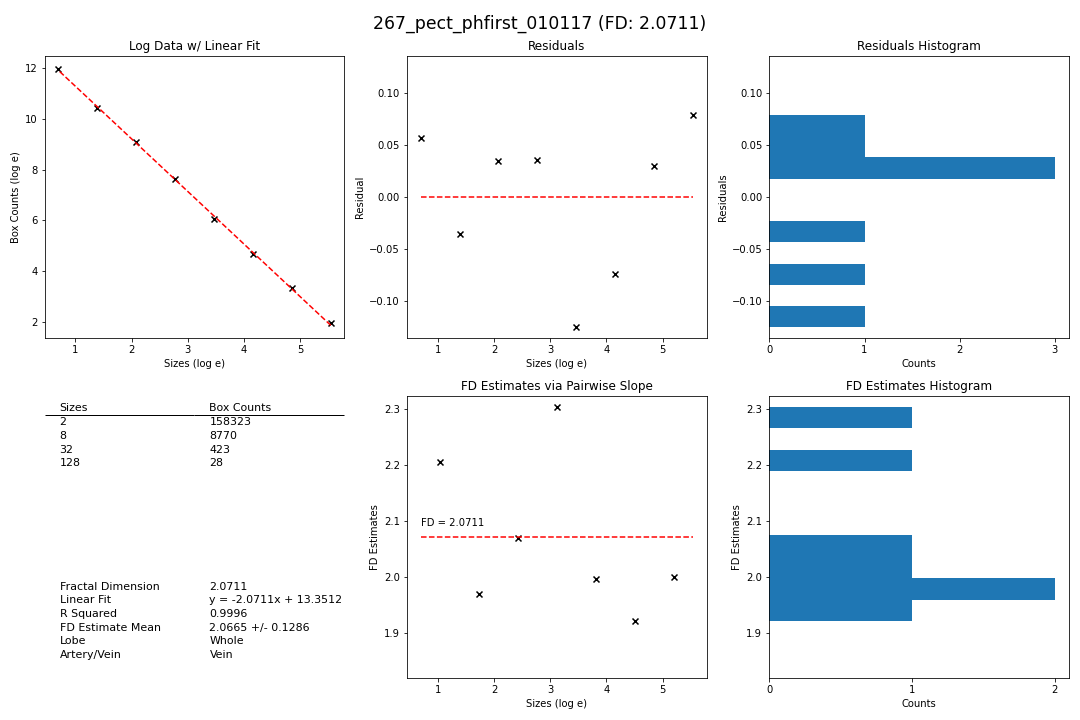 267_pect_phfirst_010117 (FD: 2.0711)
Log Data w/ Linear Fit
12
10
8
6
4
2
Box Counts (log e)
1 2 3 4 5
Sizes (log e)
Residuals
0.10
0.05
0.00
−0.05
−0.10
Residual
1 2 3 4 5
Sizes (log e)
Residuals Histogram
0.10
0.05
0.00
−0.05
−0.10
Residuals
0 1 2 3
Counts
Sizes Box Counts
2 158323
8 8770
32 423
128 28
Fractal Dimension 2.0711
Linear Fit y = -2.0711x + 13.3512
R Squared 0.9996
FD Estimate Mean 2.0665 +/- 0.1286
Lobe Whole
Artery/Vein Vein
FD Estimates via Pairwise Slope
2.3
2.2
2.1
2.0
1.9
FD Estimates
FD = 2.0711
1 2 3 4 5
Sizes (log e)
FD Estimates Histogram
2.3
2.2
2.1
2.0
1.9
FD Estimates
0 1 2
Counts